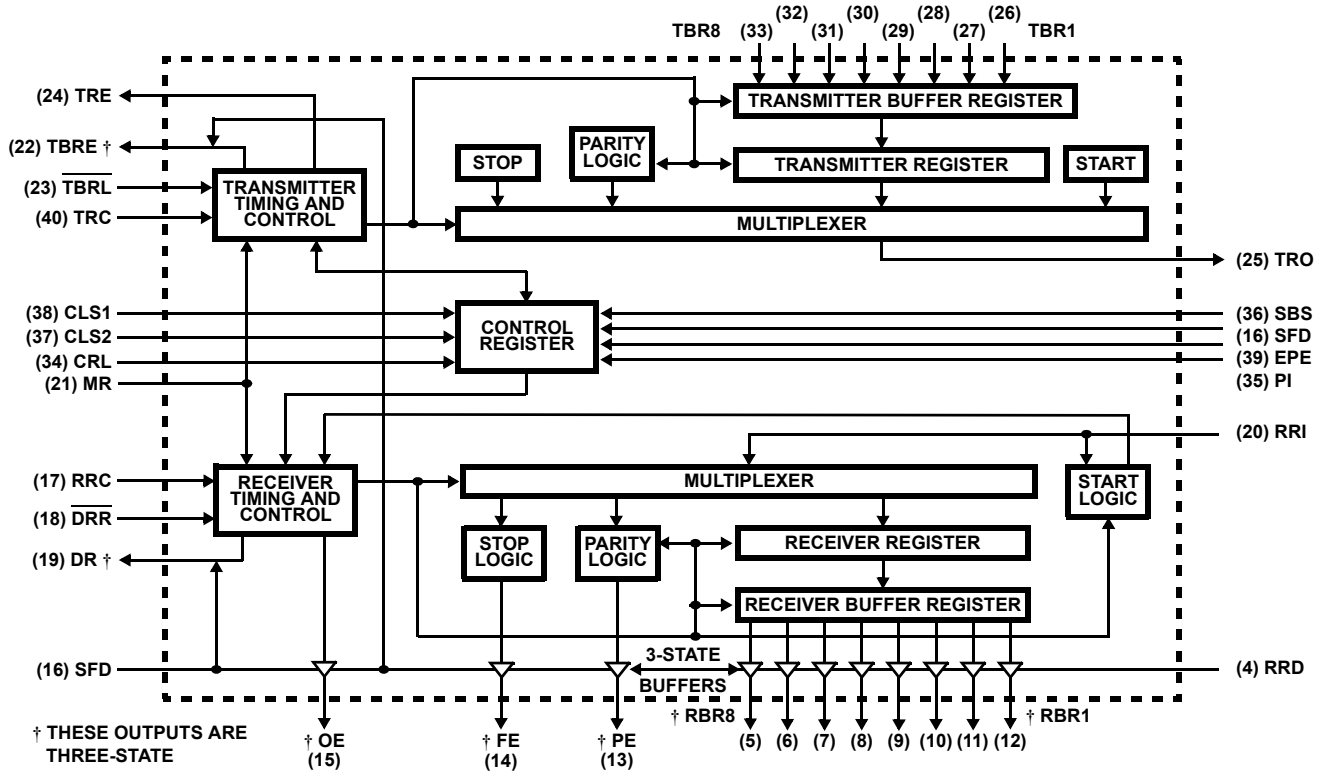 (32) (30) (28) (26)
TBR8 (33) (31) (29) (27) TBR1
(24) TRE
TRANSMITTER BUFFER REGISTER
(22) TBRE †
STOP
PARITY
LOGIC
TRANSMITTER REGISTER
START
(23) TBRL
(40) TRC
TRANSMITTER
TIMING AND
CONTROL
MULTIPLEXER
(25) TRO
(38) CLS1
(37) CLS2
(34) CRL
(21) MR
CONTROL
REGISTER
(36) SBS
(16) SFD
(39) EPE
(35) PI
(20) RRI
(17) RRC
(18) DRR
(19) DR †
RECEIVER
TIMING AND
CONTROL
MULTIPLEXER
START
LOGIC
STOP
LOGIC
PARITY
LOGIC
RECEIVER REGISTER
RECEIVER BUFFER REGISTER
(16) SFD
3-STATE
BUFFERS
(4) RRD
† RBR8
† RBR1
† THESE OUTPUTS ARE
THREE-STATE
† OE
(15)
† FE
(14)
† PE
(13)
(5) (6) (7) (8) (9) (10) (11) (12)